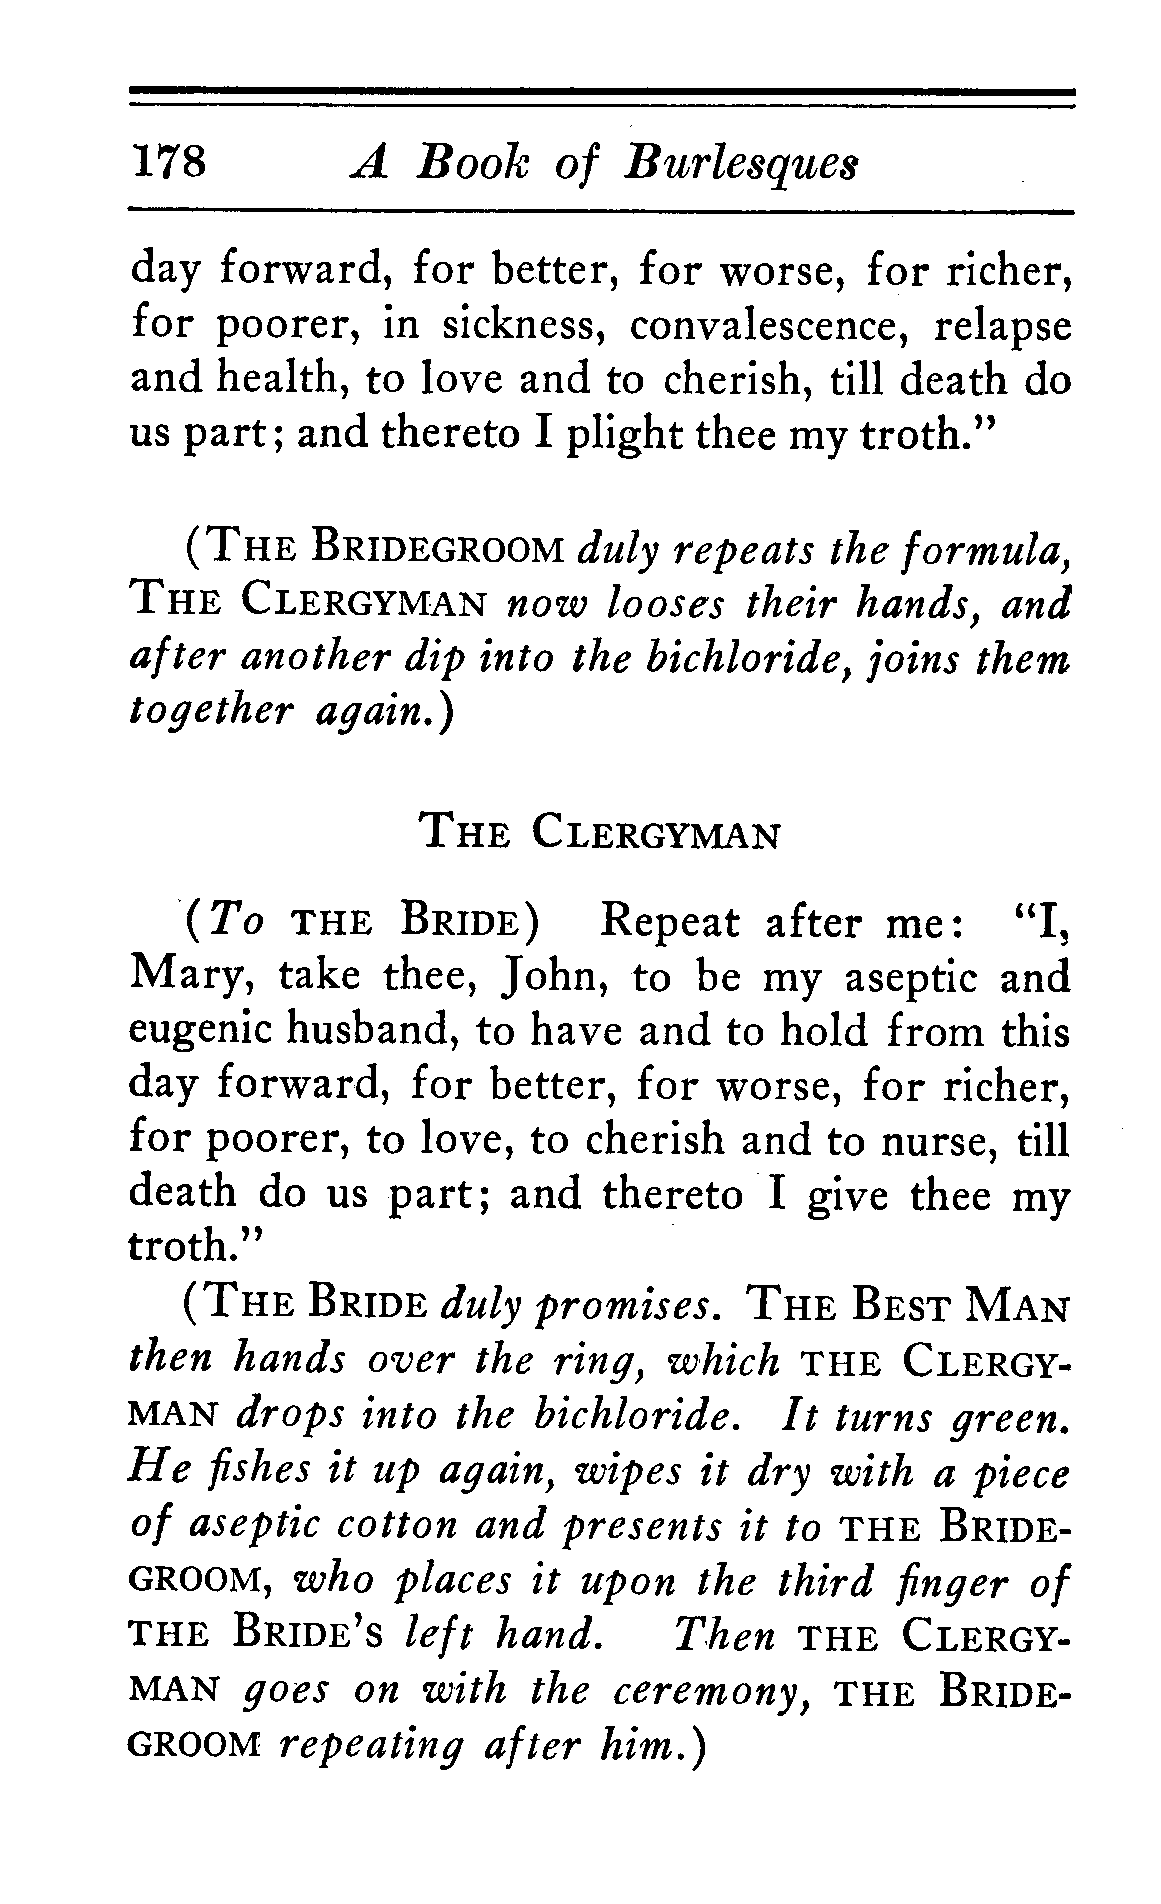 178 A Book of Burlesques
day forward, for better, for worse, for richer,
for poorer, in sickness, convalescence, relapse
and health, to love and to cherish, till death do
us part; and thereto I plight thee my troth."
(THE BRIDEGROOM duly repeats the formula,
THE CLERGYMAN now looses their hands, and
after another dip into the bichloride, joins them
together again.)
THE CLERGYMAN
(To THE BRIDE) Repeat after me: "I,
Mary, take thee, John, to be my aseptic and
eugenic husband, to have and to hold from this
day forward, for better, for worse, for richer,
for poorer, to love, to cherish and to nurse, till
death do us part; and thereto I give thee my
troth."
(THE BRIDE duly promises. THE BEST MAN
then hands over the ring, which THE CLERGY-
MAN drops into the bichloride. It turns green.
He fishes it up again, wipes it dry with a piece
of aseptic cotton and presents it to THE BRIDE-
GROOM, who places it upon the third finger of
THE BRIDE'S left hand. Then THE CLERGY-
MAN goes on with the ceremony, THE BRIDE-
GROOM repeating after him.)